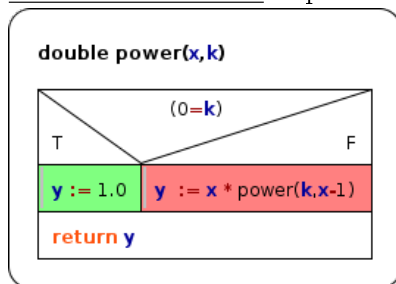 double power(x,k)
(0=k)
T F
y := 1.0 y := x * power(k,x-1)
return y